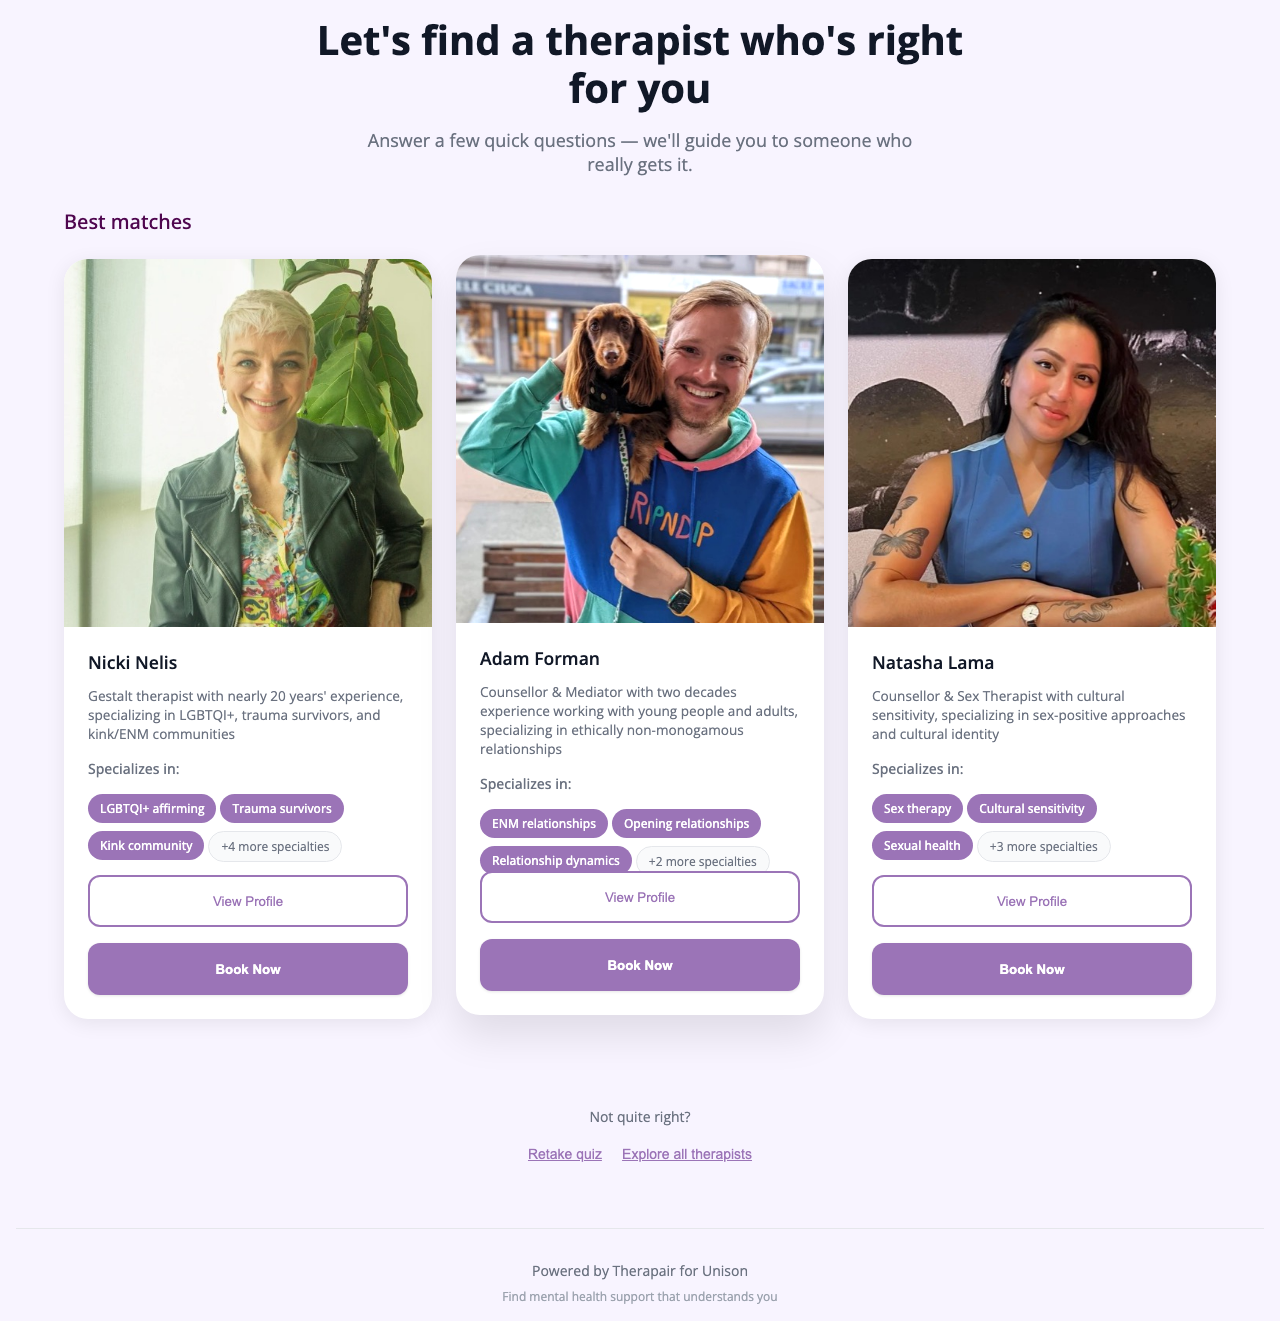 Let's find a therapist who's right
for you
Answer a few quick questions — we'll guide you to someone who
really gets it.
Best matches
LE CIUCA
RIPNDIP
Nicki Nelis
Gestalt therapist with nearly 20 years' experience,
specializing in LGBTQI+, trauma survivors, and
kink/ENM communities
Specializes in:
LGBTQI+ affirming
Trauma survivors
Kink community
+4 more specialties
View Profile
Book Now
Adam Forman
Counsellor & Mediator with two decades
experience working with young people and adults,
specializing in ethically non-monogamous
relationships
Specializes in:
ENM relationships
Opening relationships
Relationship dynamics
+2 more specialties
View Profile
Book Now
Natasha Lama
Counsellor & Sex Therapist with cultural
sensitivity, specializing in sex-positive approaches
and cultural identity
Specializes in:
Sex therapy
Cultural sensitivity
Sexual health
+3 more specialties
View Profile
Book Now
Not quite right?
Retake quiz
Explore all therapists
Powered by Therapair for Unison
Find mental health support that understands you